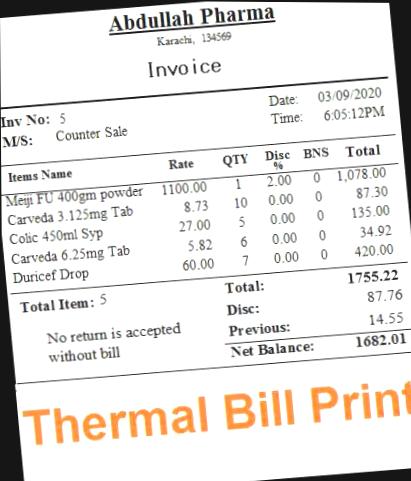 Abdullah Pharma
Karachi, 134569
Invoice
Inv No: 5 Date: 03/09/2020
M/S: Counter Sale Time: 6:05:12PM
Items Name Rate QTY Disc % BNS Total
Meiji FU 400gm powder 1100.00 1 2.00 0 1,078.00
Carveda 3.125mg Tab 8.73 10 0.00 0 87.30
Colic 450ml Syp 27.00 5 0.00 0 135.00
Carveda 6.25mg Tab 5.82 6 0.00 0 34.92
Duricef Drop 60.00 7 0.00 0 420.00
Total Item: 5 Total: 1755.22
Disc: 87.76
No return is accepted Previous: 14.55
without bill Net Balance: 1682.01
Thermal Bill Print